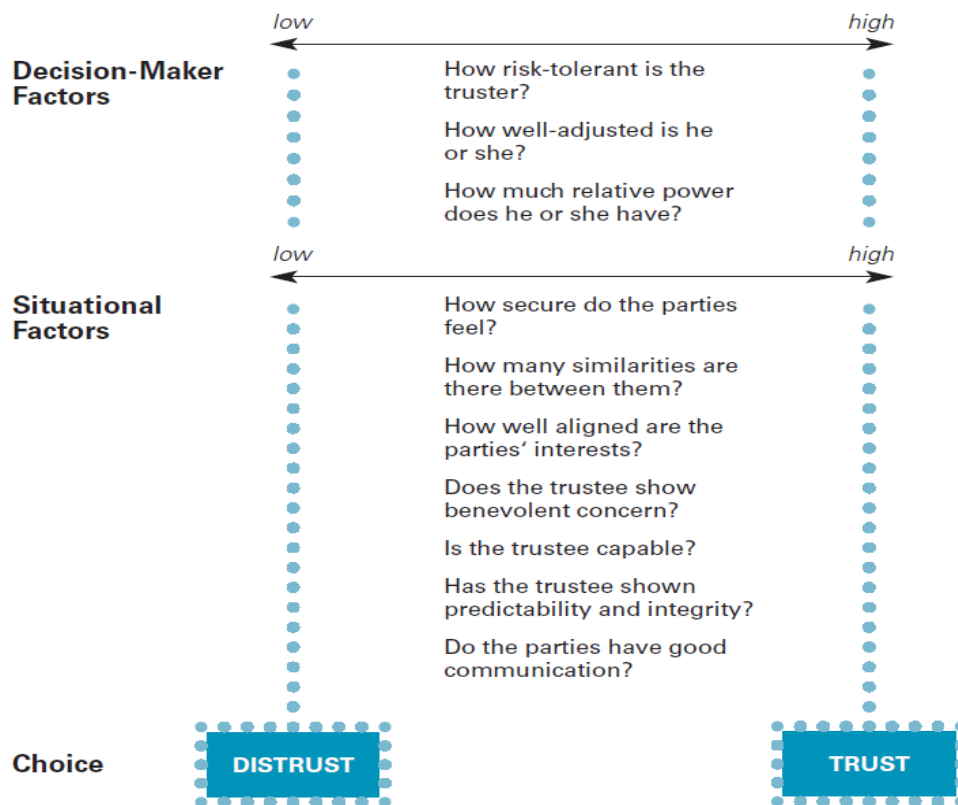 low high
Decision-Maker
Factors
How risk-tolerant is the
truster?
How well-adjusted is he
or she?
How much relative power
does he or she have?
low high
Situational
Factors
How secure do the parties
feel?
How many similarities are
there between them?
How well aligned are the
parties‘ interests?
Does the trustee show
benevolent concern?
Is the trustee capable?
Has the trustee shown
predictability and integrity?
Do the parties have good
communication?
Choice DISTRUST TRUST